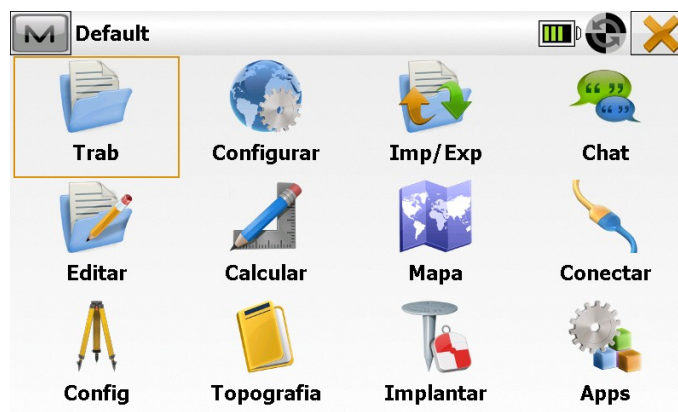 M Default
Trab Configurar Imp/Exp Chat
Editar Calcular Mapa Conectar
Config Topografia Implantar Apps